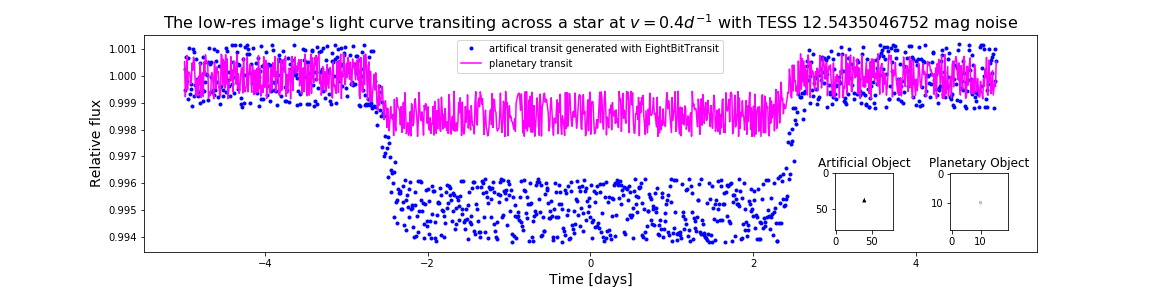 The low-res image's light curve transiting across a star at v = 0.4d⁻¹ with TESS 12.5435046752 mag noise
artifical transit generated with EightBitTransit
planetary transit
Relative flux
1.001
1.000
0.999
0.998
0.997
0.996
0.995
0.994
Artificial Object
0
50
0 50
Planetary Object
0
10
0 10
−4 −2 0 2 4
Time [days]